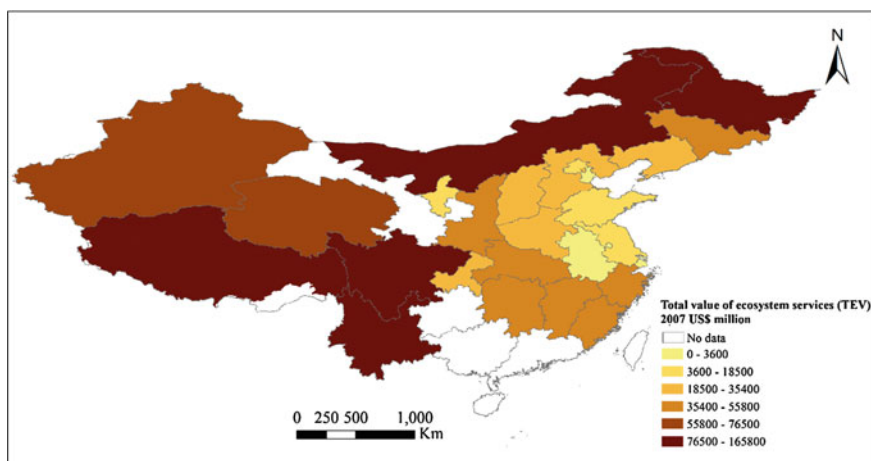 N
Total value of ecosystem services (TEV)
2007 US$ million
No data
0 - 3600
3600 - 18500
18500 - 35400
35400 - 55800
55800 - 76500
76500 - 165800
0 250 500 1,000
Km